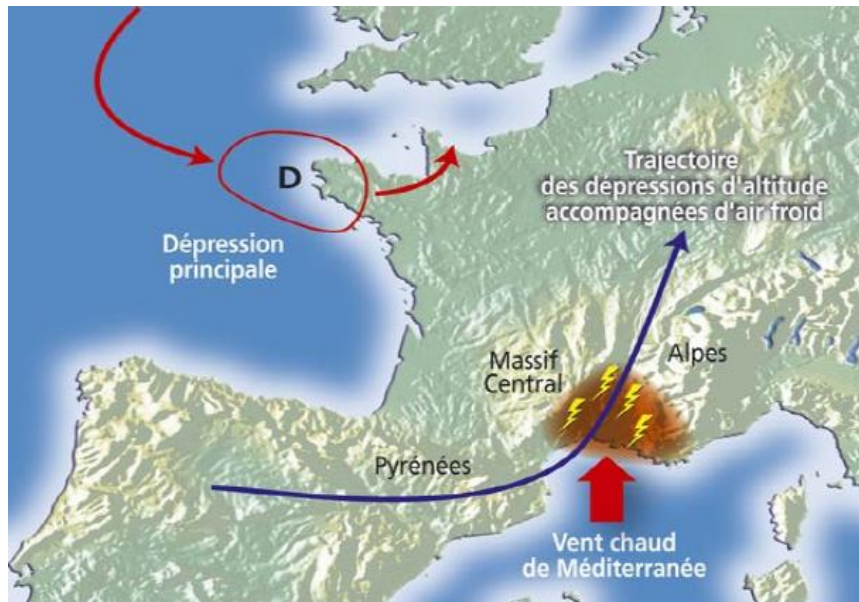 D
Dépression
principale
Trajectoire
des dépressions d'altitude
accompagnées d'air froid
Massif
Central
Alpes
Pyrénées
Vent chaud
de Méditerranée